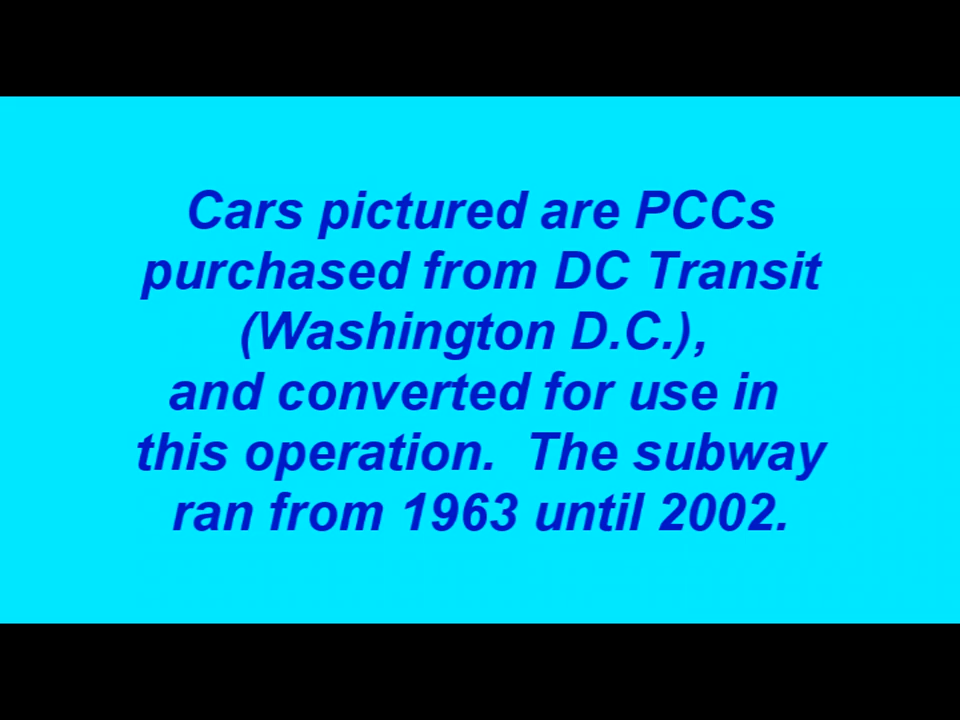 Cars pictured are PCCs
purchased from DC Transit
(Washington D.C.),
and converted for use in
this operation.  The subway
ran from 1963 until 2002.